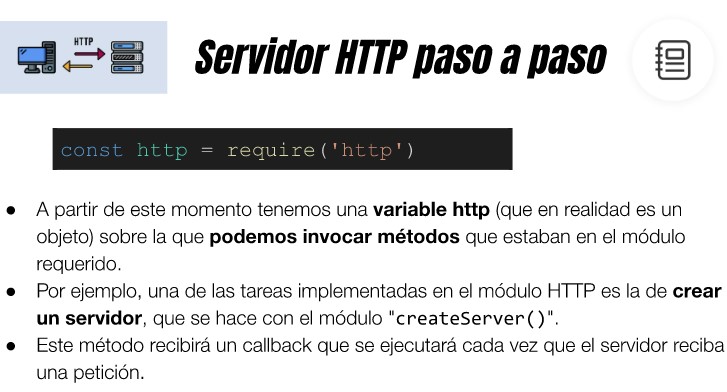 HTTP
Servidor HTTP paso a paso
const http = require('http')
● A partir de este momento tenemos una variable http (que en realidad es un
objeto) sobre la que podemos invocar métodos que estaban en el módulo
requerido.
● Por ejemplo, una de las tareas implementadas en el módulo HTTP es la de crear
un servidor, que se hace con el módulo "createServer()".
● Este método recibirá un callback que se ejecutará cada vez que el servidor reciba
una petición.